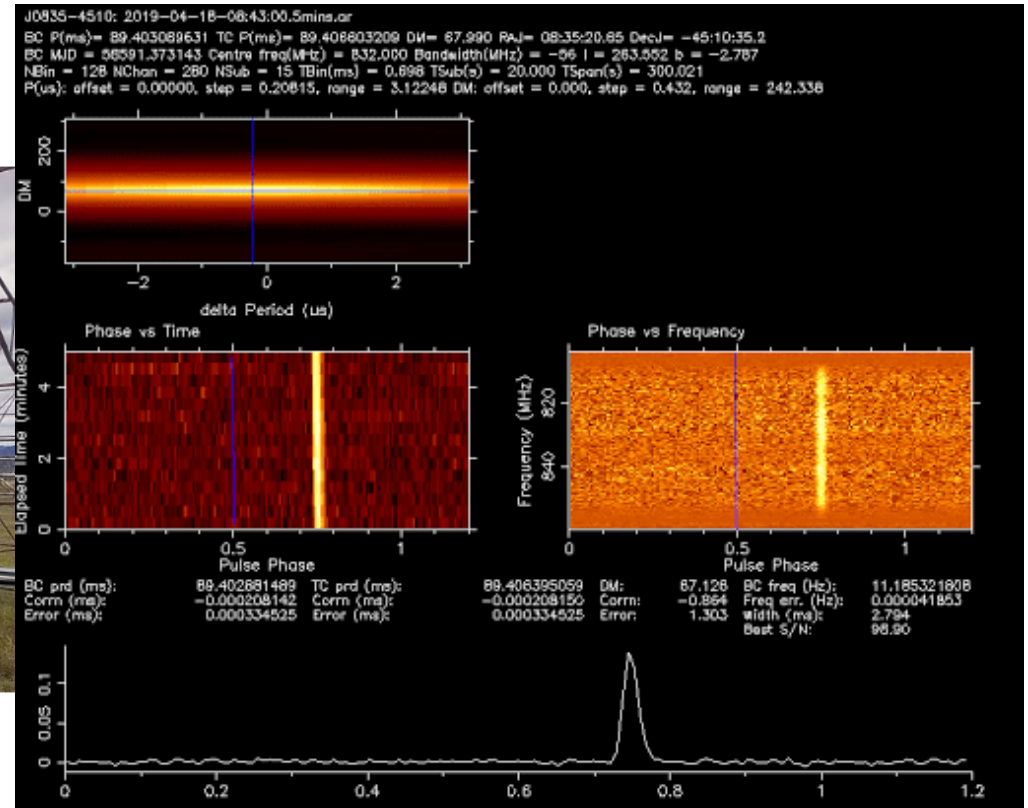 J0835-4510: 2019-04-18-08:43:00.5mins.ar
BC P(ms)= 89.403089631 TC P(ms)= 89.406603209 DM= 67.990 RAJ= 08:35:20.65 DecJ= -45:10:35.2
BC MJD = 58591.373143 Centre freq(MHz) = 832.000 Bandwidth(MHz) = -56 l = 263.552 b = -2.787
NBin = 128 NChan = 280 NSub = 15 TBin(ms) = 0.698 TSub(s) = 20.000 TSpan(s) = 300.021
P(us): offset = 0.00000, step = 0.20815, range = 3.12248 DM: offset = 0.000, step = 0.432, range = 242.338
DM
200
0
-2 0 2
delta Period (us)
Phase vs Time
Elapsed Time (minutes)
4
2
0
0 0.5 1
Pulse Phase
Phase vs Frequency
Frequency (MHz)
820
840
0 0.5 1
Pulse Phase
BC prd (ms): 89.402881489 TC prd (ms): 89.406395059 DM: 67.126 BC freq (Hz): 11.185321808
Corrn (ms): -0.000208142 Corrn (ms): -0.000208150 Corrn: -0.864 Freq err. (Hz): 0.000041853
Error (ms): 0.000334525 Error (ms): 0.000334525 Error: 1.303 Width (ms): 2.794
Best S/N: 98.90
0.1
0.05
0
0 0.2 0.4 0.6 0.8 1 1.2